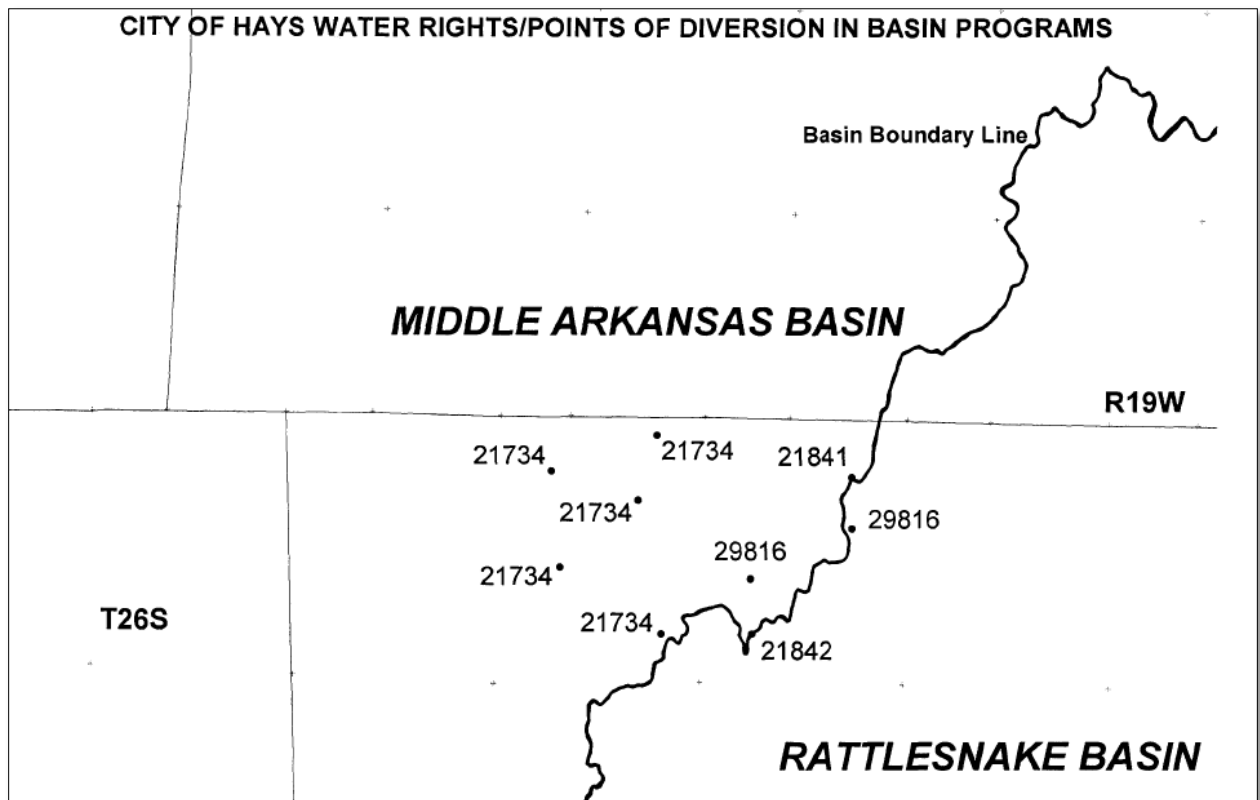 CITY OF HAYS WATER RIGHTS/POINTS OF DIVERSION IN BASIN PROGRAMS
Basin Boundary Line
MIDDLE ARKANSAS BASIN
R19W
21734
21734
21841
21734
29816
29816
21734
T26S
21734
21842
RATTLESNAKE BASIN